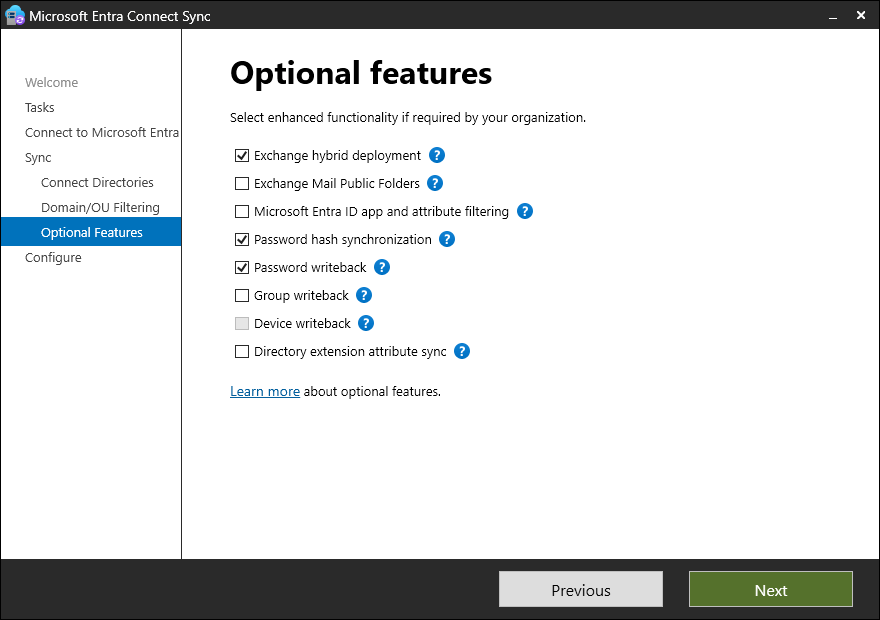 Microsoft Entra Connect Sync
Welcome
Tasks
Connect to Microsoft Entra
Sync
Connect Directories
Domain/OU Filtering
Optional Features
Configure
Optional features
Select enhanced functionality if required by your organization.
Exchange hybrid deployment ?
Exchange Mail Public Folders ?
Microsoft Entra ID app and attribute filtering ?
Password hash synchronization ?
Password writeback ?
Group writeback ?
Device writeback ?
Directory extension attribute sync ?
Learn more about optional features.
Previous
Next